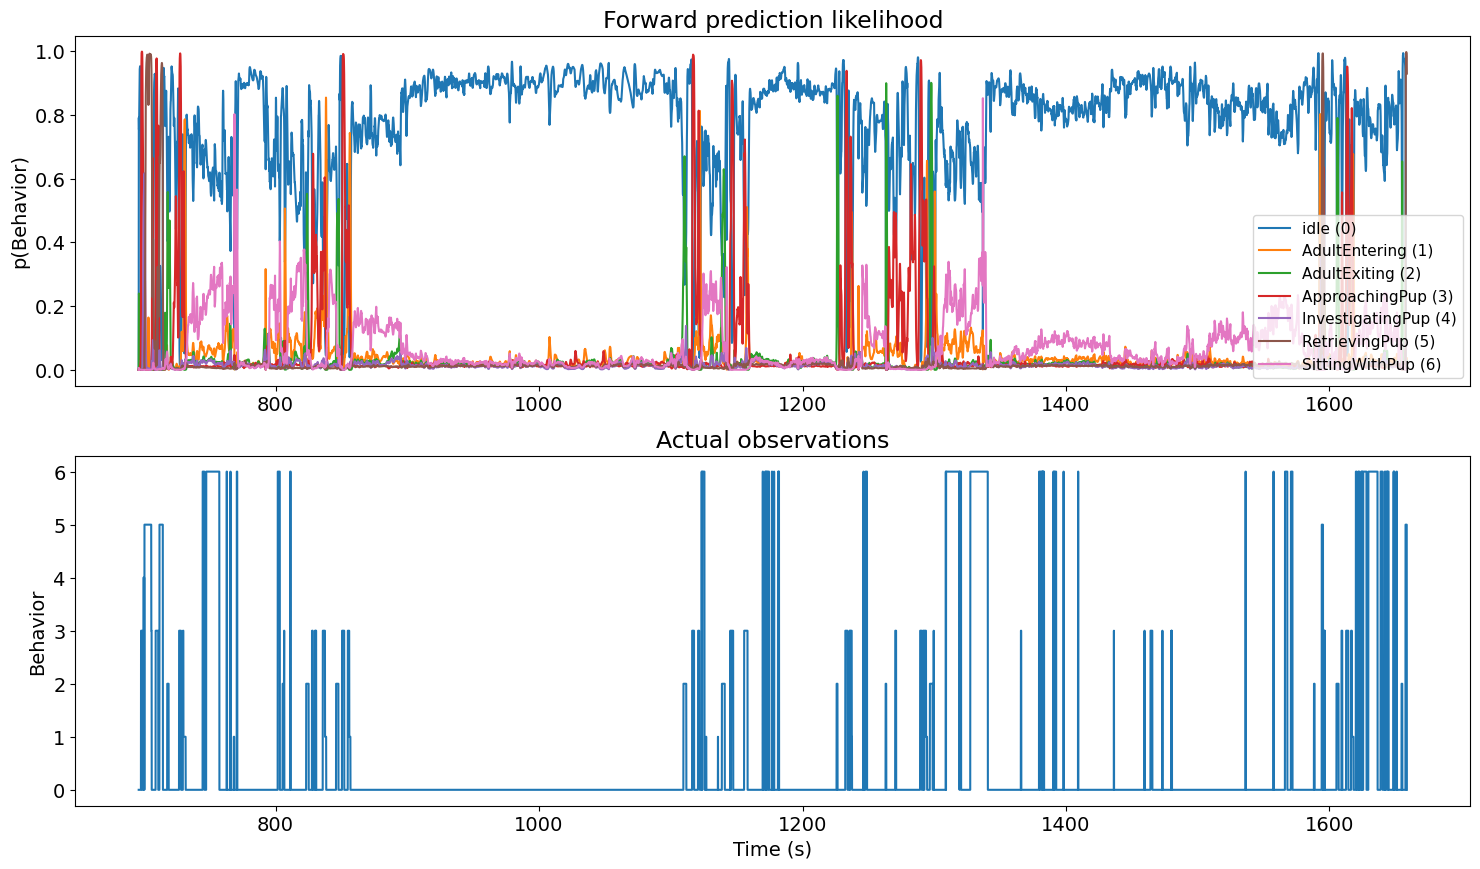 Forward prediction likelihood
p(Behavior)
1.0
0.8
0.6
0.4
0.2
0.0
idle (0)
AdultEntering (1)
AdultExiting (2)
ApproachingPup (3)
InvestigatingPup (4)
RetrievingPup (5)
SittingWithPup (6)
800 1000 1200 1400 1600
Actual observations
Behavior
6
5
4
3
2
1
0
800 1000 1200 1400 1600
Time (s)